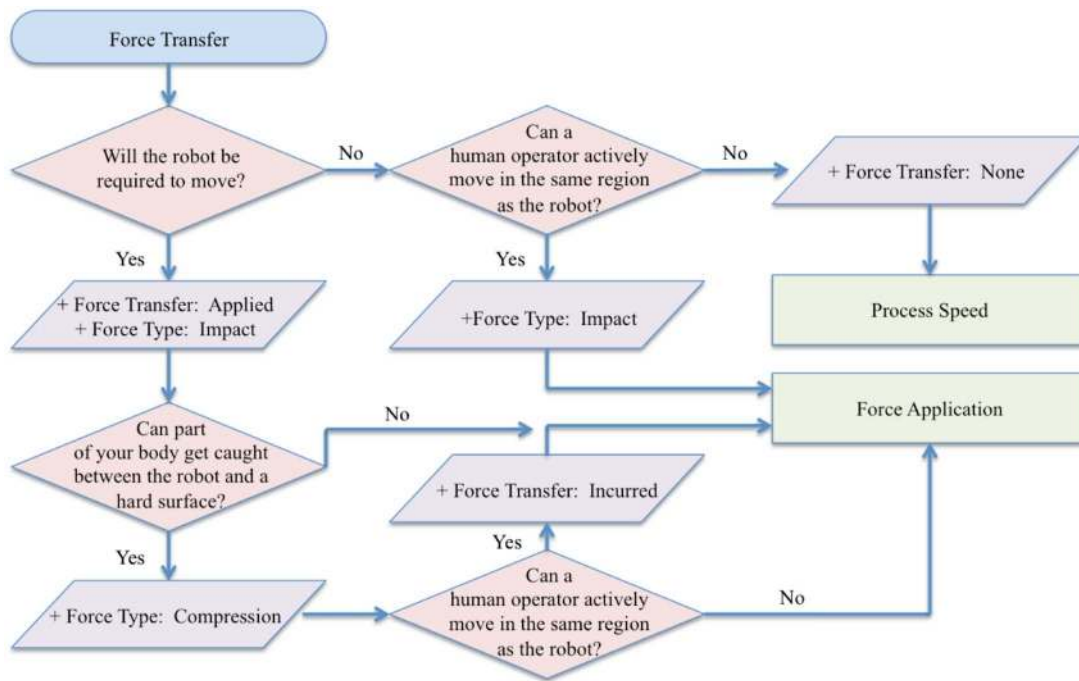 Force Transfer
Will the robot be
required to move?
No
Can a
human operator actively
move in the same region
as the robot?
No
+ Force Transfer:  None
Yes
Yes
+ Force Transfer:  Applied
+ Force Type:  Impact
+Force Type:  Impact
Process Speed
Force Application
No
Can part
of your body get caught
between the robot and a
hard surface?
+ Force Transfer:  Incurred
Yes
Yes
+ Force Type:  Compression
Can a
human operator actively
move in the same region
as the robot?
No